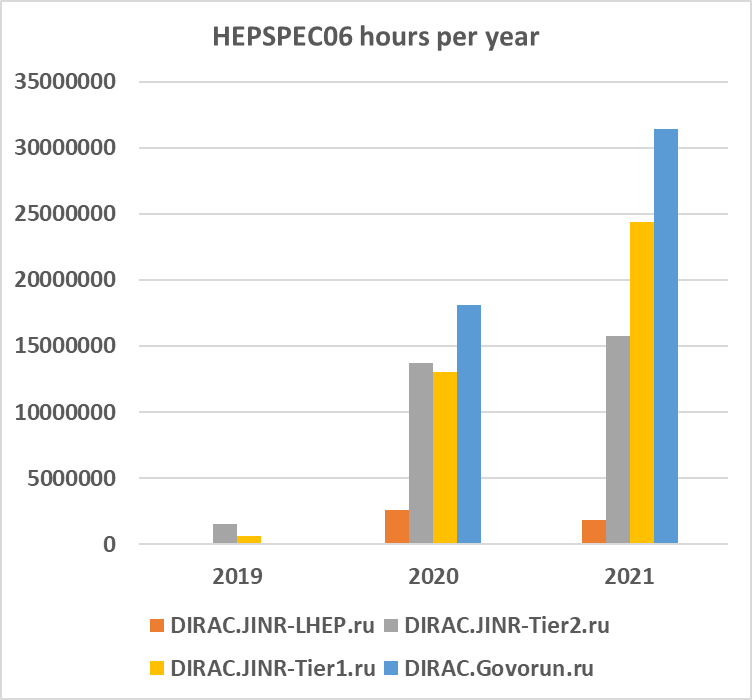 HEPSPEC06 hours per year
35000000
30000000
25000000
20000000
15000000
10000000
5000000
0
2019 2020 2021
DIRAC.JINR-LHEP.ru DIRAC.JINR-Tier2.ru
DIRAC.JINR-Tier1.ru DIRAC.Govorun.ru